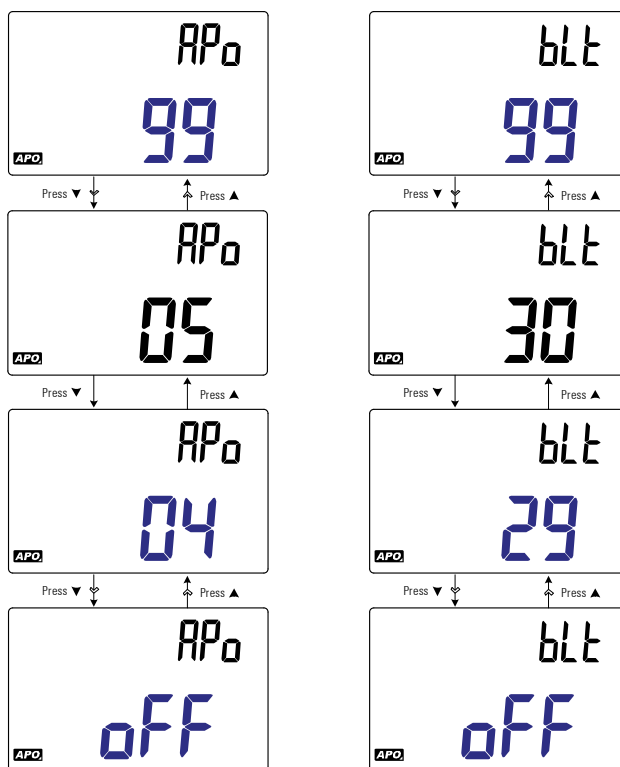 APo bLt
99 99
APO APO
Press ▼ Press ▲ Press ▼ Press ▲
APo bLt
05 30
APO APO
Press ▼ Press ▲ Press ▼ Press ▲
APo bLt
04 29
APO APO
Press ▼ Press ▲ Press ▼ Press ▲
APo bLt
oFF oFF
APO APO